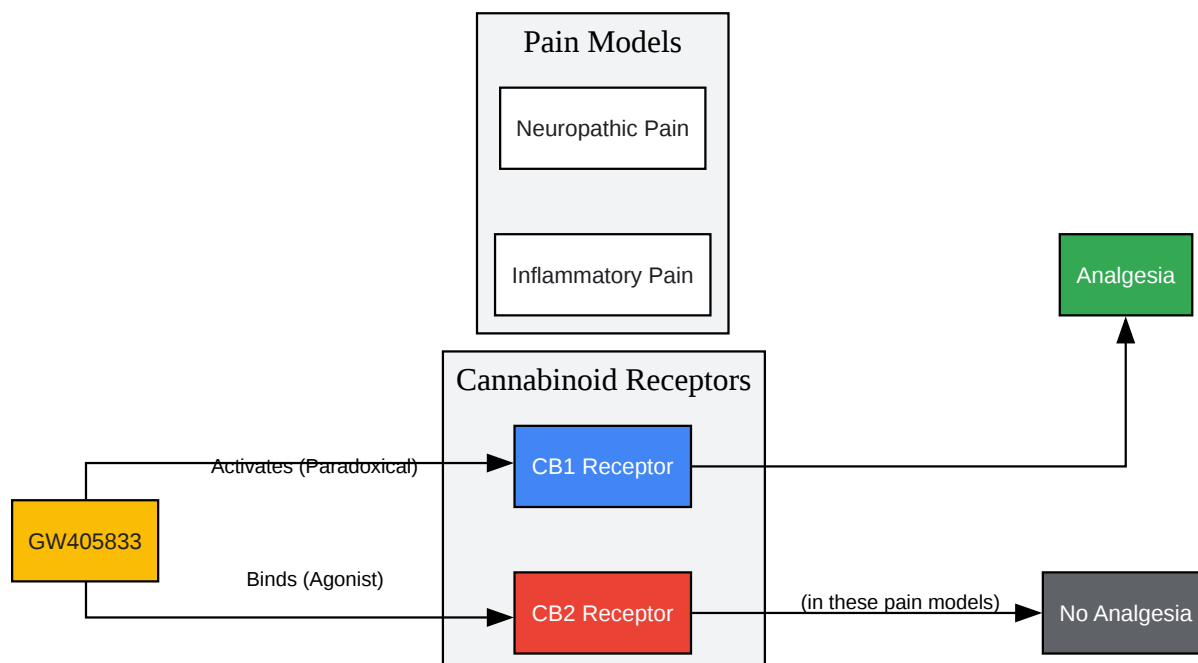 Pain Models
Neuropathic Pain
Inflammatory Pain
Analgesia
Cannabinoid Receptors
Activates (Paradoxical)
CB1 Receptor
GW405833
Binds (Agonist)
CB2 Receptor
(in these pain models)
No Analgesia